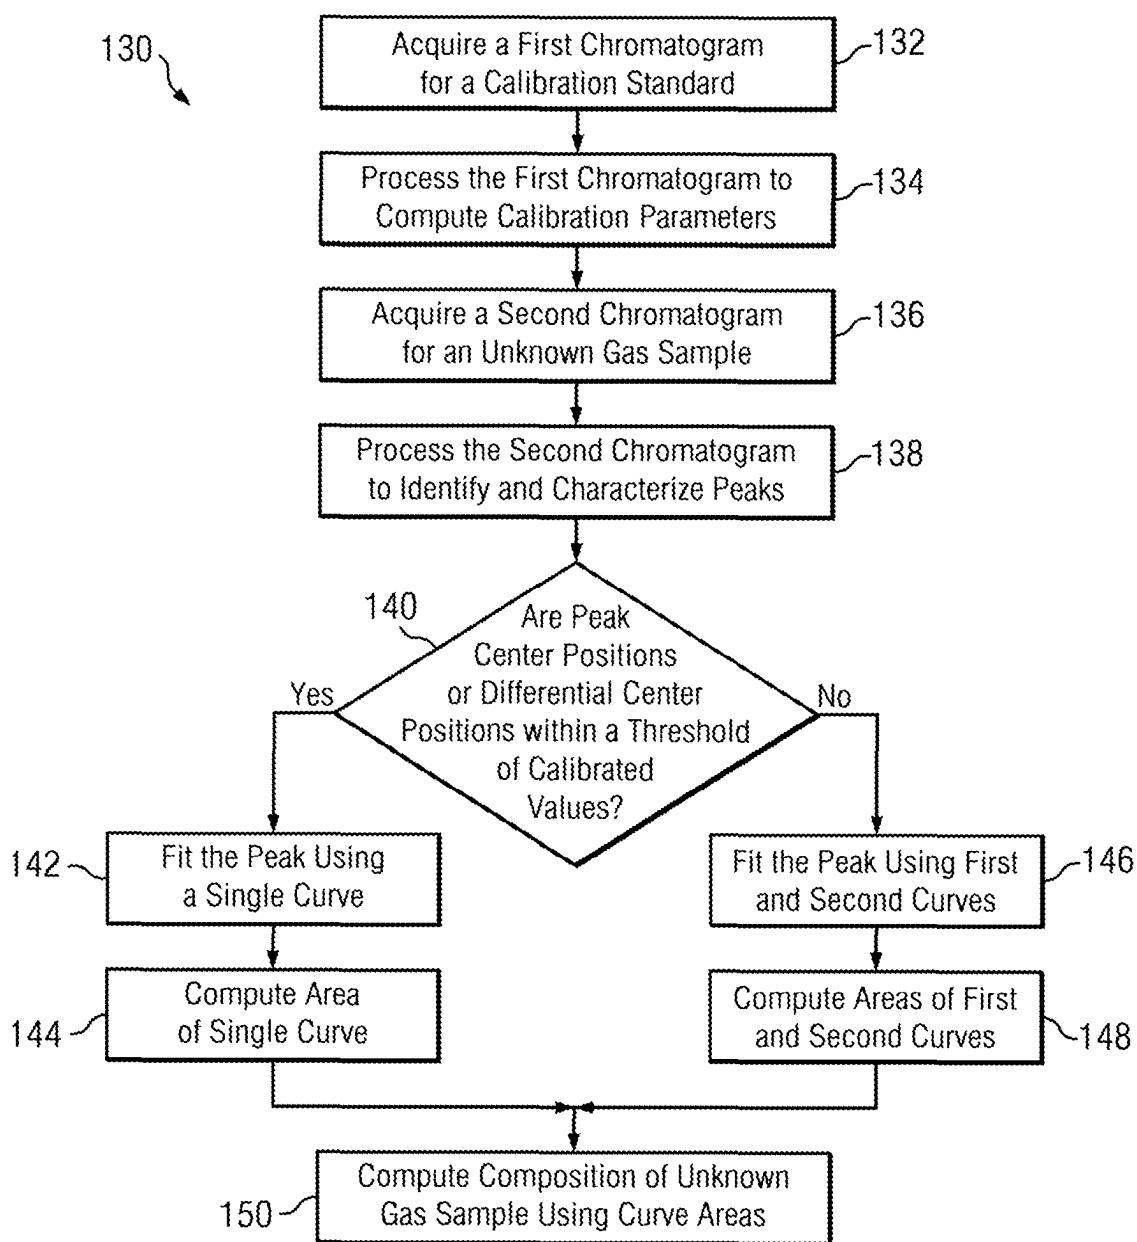 130
Acquire a First Chromatogram
for a Calibration Standard
132
Process the First Chromatogram to
Compute Calibration Parameters
134
Acquire a Second Chromatogram
for an Unknown Gas Sample
136
Process the Second Chromatogram
to Identify and Characterize Peaks
138
140
Are Peak
Center Positions
or Differential Center
Positions within a Threshold
of Calibrated
Values?
Yes
No
142
Fit the Peak Using
a Single Curve
Fit the Peak Using First
and Second Curves
146
144
Compute Area
of Single Curve
Compute Areas of First
and Second Curves
148
150
Compute Composition of Unknown
Gas Sample Using Curve Areas